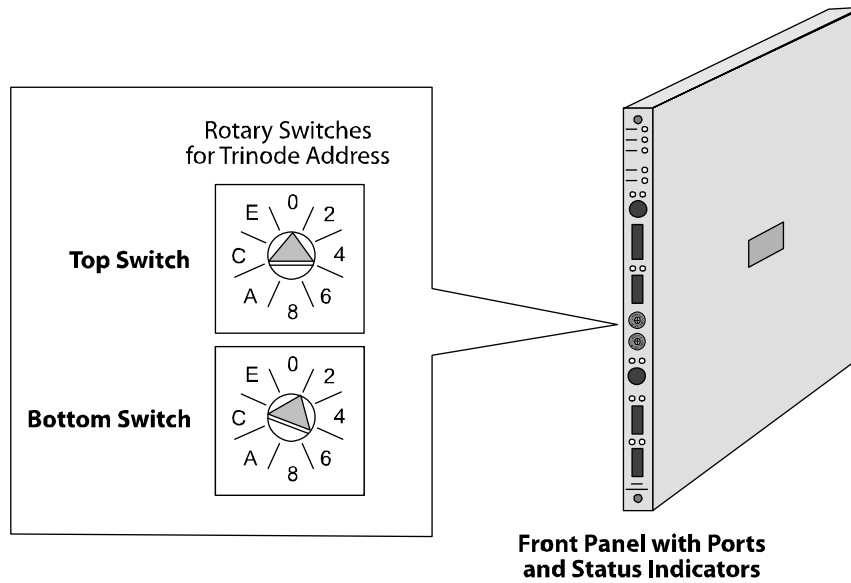 Rotary Switches
for Trinode Address
Top Switch
0
2
4
6
8
A
C
E
Bottom Switch
0
2
4
6
8
A
C
E
Front Panel with Ports
and Status Indicators